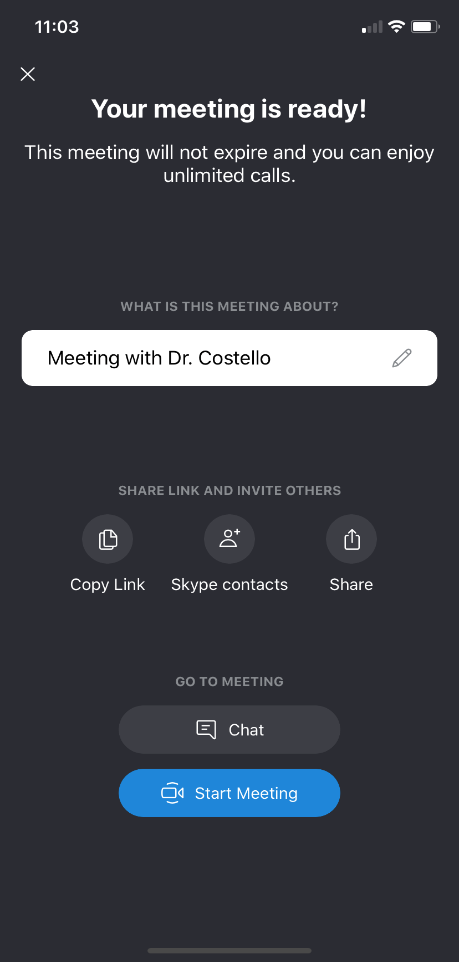 11:03
Your meeting is ready!
This meeting will not expire and you can enjoy
unlimited calls.
WHAT IS THIS MEETING ABOUT?
Meeting with Dr. Costello
SHARE LINK AND INVITE OTHERS
Copy Link
Skype contacts
Share
GO TO MEETING
Chat
Start Meeting